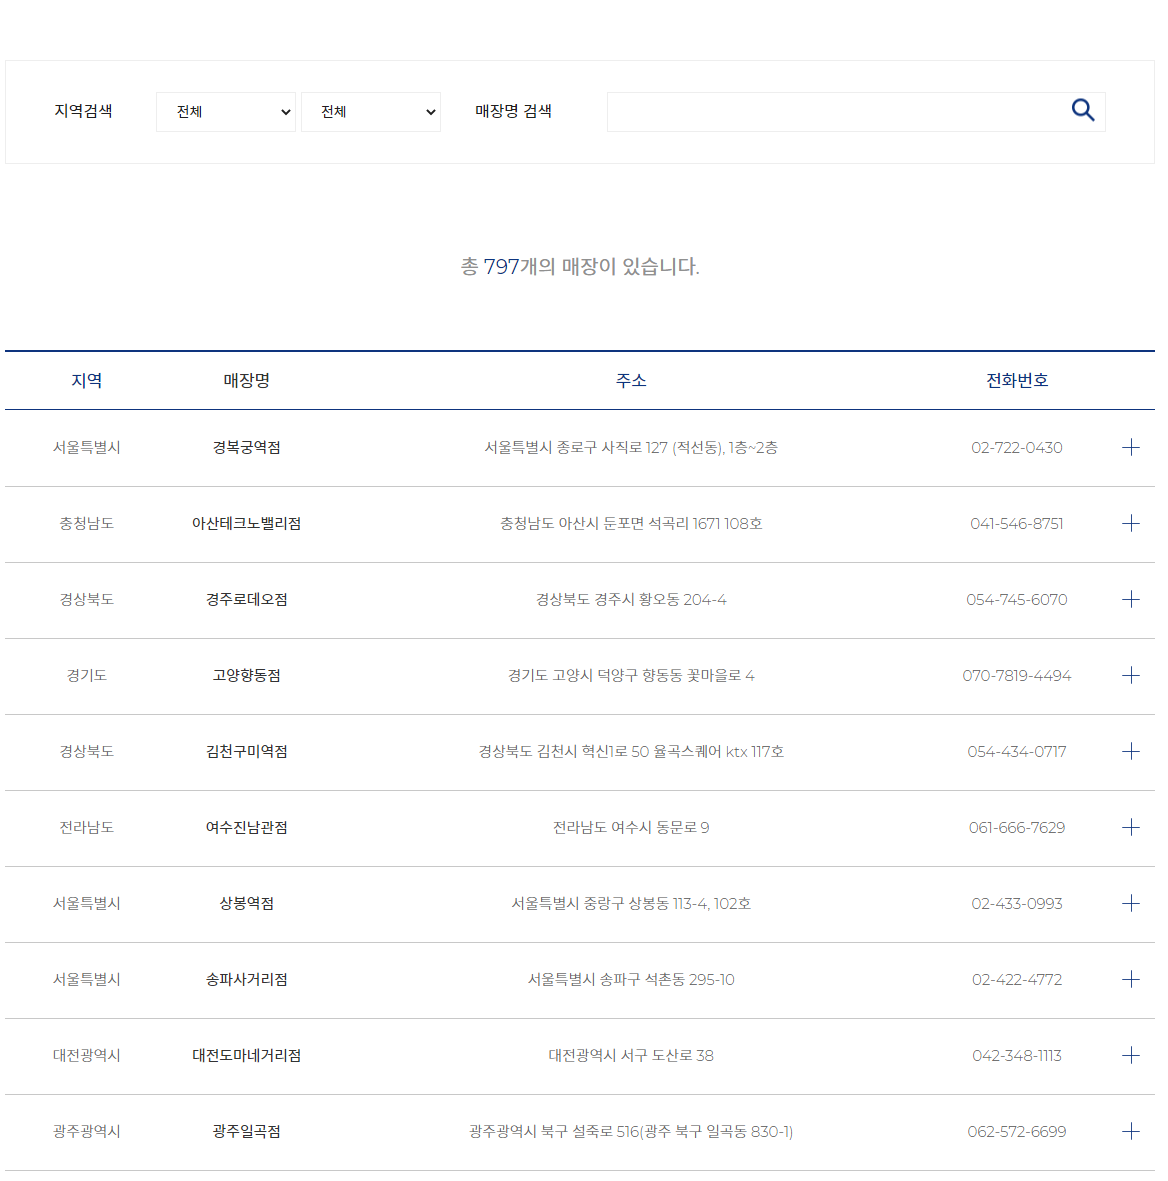 지역검색 전체 전체 매장명 검색
총 797개의 매장이 있습니다.
지역 매장명 주소 전화번호
서울특별시 경복궁역점 서울특별시 종로구 사직로 127 (적선동), 1층~2층 02-722-0430
충청남도 아산테크노밸리점 충청남도 아산시 둔포면 석곡리 1671 108호 041-546-8751
경상북도 경주로데오점 경상북도 경주시 황오동 204-4 054-745-6070
경기도 고양향동점 경기도 고양시 덕양구 향동동 꽃마을로 4 070-7819-4494
경상북도 김천구미역점 경상북도 김천시 혁신1로 50 율곡스퀘어 ktx 117호 054-434-0717
전라남도 여수진남관점 전라남도 여수시 동문로 9 061-666-7629
서울특별시 상봉역점 서울특별시 중랑구 상봉동 113-4, 102호 02-433-0993
서울특별시 송파사거리점 서울특별시 송파구 석촌동 295-10 02-422-4772
대전광역시 대전도마네거리점 대전광역시 서구 도산로 38 042-348-1113
광주광역시 광주일곡점 광주광역시 북구 설죽로 516(광주 북구 일곡동 830-1) 062-572-6699